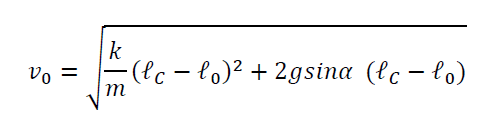 v₀ = √(k/m (ℓ_C − ℓ₀)² + 2gsinα (ℓ_C − ℓ₀))